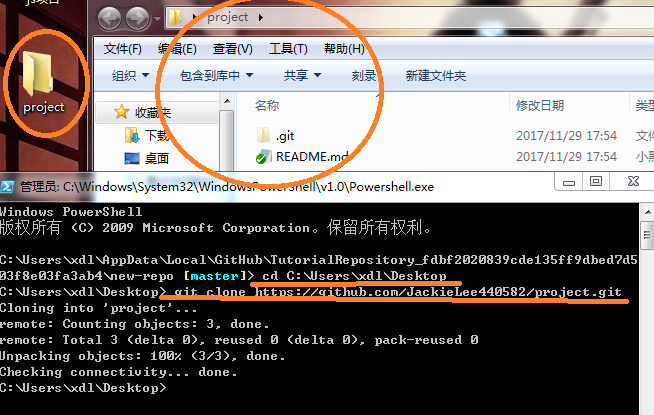 project
project
文件(F) 编辑(E) 查看(V) 工具(T) 帮助(H)
组织 包含到库中 共享 刻录 新建文件夹
收藏夹
下载
桌面
名称 修改日期 类型
.git 2017/11/29 17:54
README.md 2017/11/29 17:54
管理员: C:\Windows\System32\WindowsPowerShell\v1.0\Powershell.exe
Windows PowerShell
版权所有 (C) 2009 Microsoft Corporation。保留所有权利。
C:\Users\xdl\AppData\Local\GitHub\TutorialRepository_fdbf2020839cde135ff9dbed7d5
03f8e03fa3ab4\new-repo [master]> cd C:\Users\xdl\Desktop
C:\Users\xdl\Desktop> git clone https://github.com/JackieLee440582/project.git
Cloning into 'project'...
remote: Counting objects: 3, done.
remote: Total 3 (delta 0), reused 0 (delta 0), pack-reused 0
Unpacking objects: 100% (3/3), done.
Checking connectivity... done.
C:\Users\xdl\Desktop>